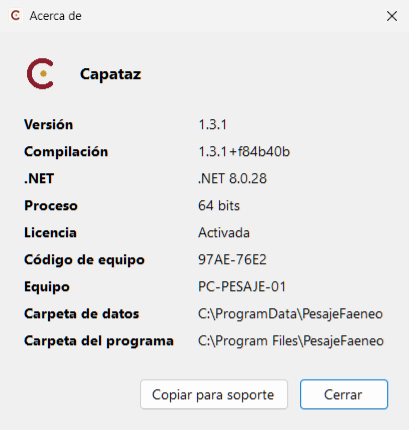 Acerca de
Capataz
Versión 1.3.1
Compilación 1.3.1+f84b40b
.NET .NET 8.0.28
Proceso 64 bits
Licencia Activada
Código de equipo 97AE-76E2
Equipo PC-PESAJE-01
Carpeta de datos C:\ProgramData\PesajeFaeneo
Carpeta del programa C:\Program Files\PesajeFaeneo
Copiar para soporte Cerrar